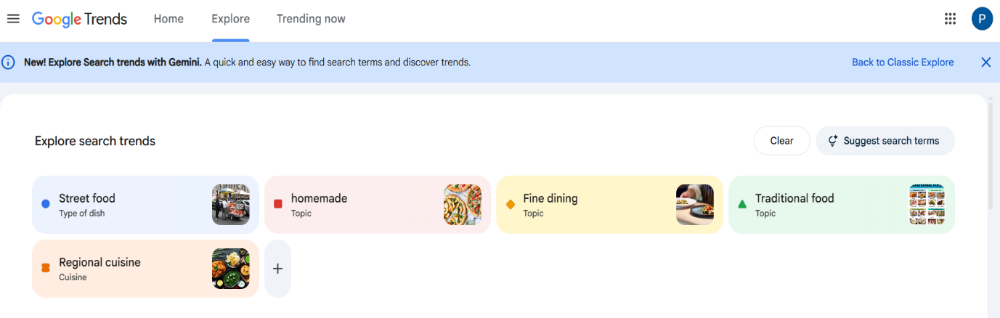 Google Trends
Home
Explore
Trending now
P
New! Explore Search trends with Gemini. A quick and easy way to find search terms and discover trends.
Back to Classic Explore
Explore search trends
Clear
Suggest search terms
Street food
Type of dish
homemade
Topic
Fine dining
Topic
Traditional food
Topic
TRADITIONAL FOOD
Regional cuisine
Cuisine
+